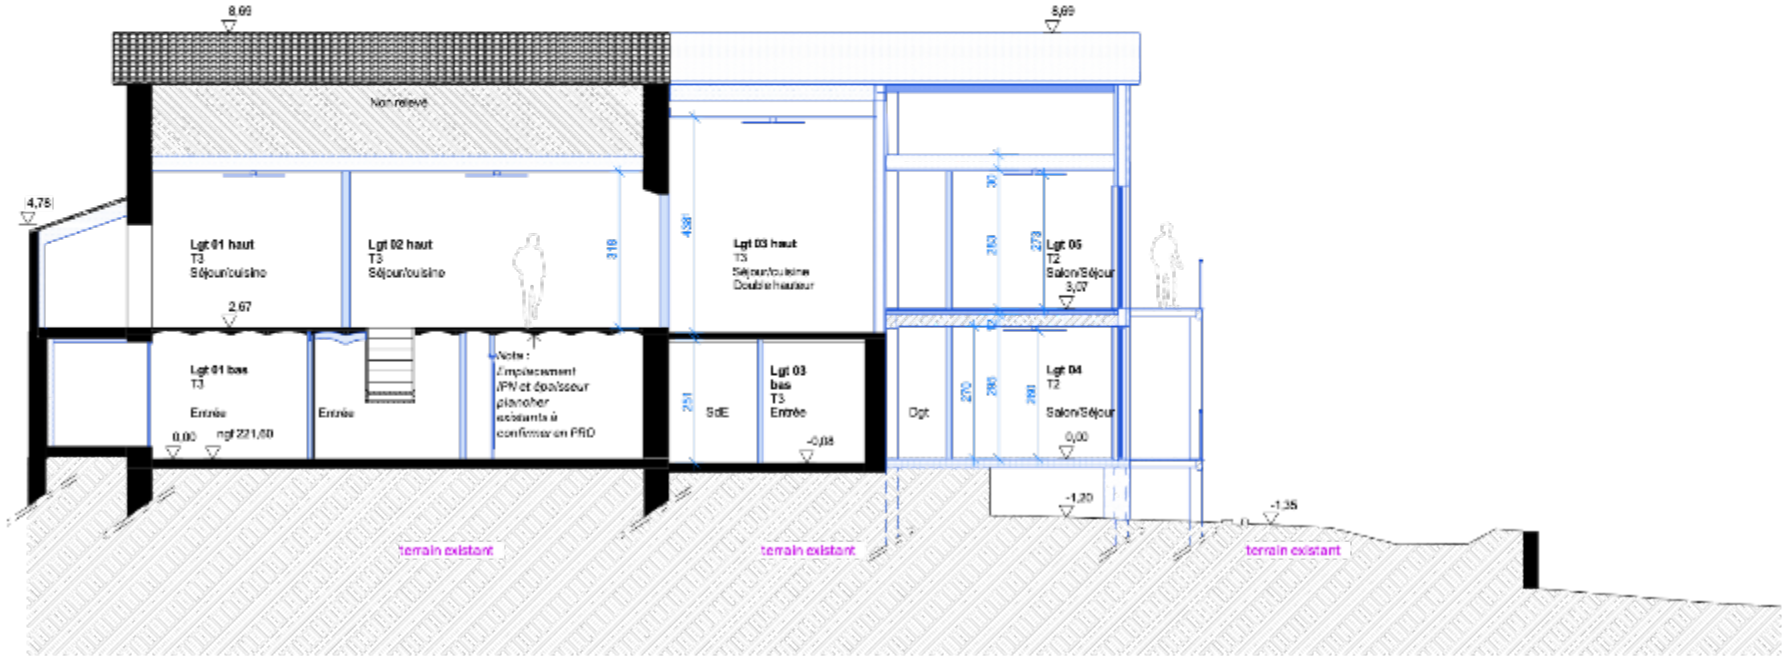 8,69
8,69
Non relevé
4,78
Lgt 01 haut
T3
Séjour/cuisine
Lgt 02 haut
T3
Séjour/cuisine
318
Lgt 03 haut
T3
Séjour/cuisine
Double hauteur
30
283
273
Lgt 05
T2
Salon/Séjour
3,07
2,67
Lgt 01 bas
T3
Entrée
Entrée
Note :
Emplacement
IPN et épaisseur
plancher
existants à
confirmer en PRO
0,00
ngf 221,60
251
SdE
Lgt 03
bas
T3
Entrée
-0,08
Dgt
270
Lgt 04
T2
Salon/Séjour
0,00
-1,20
-1,35
terrain existant
terrain existant
terrain existant